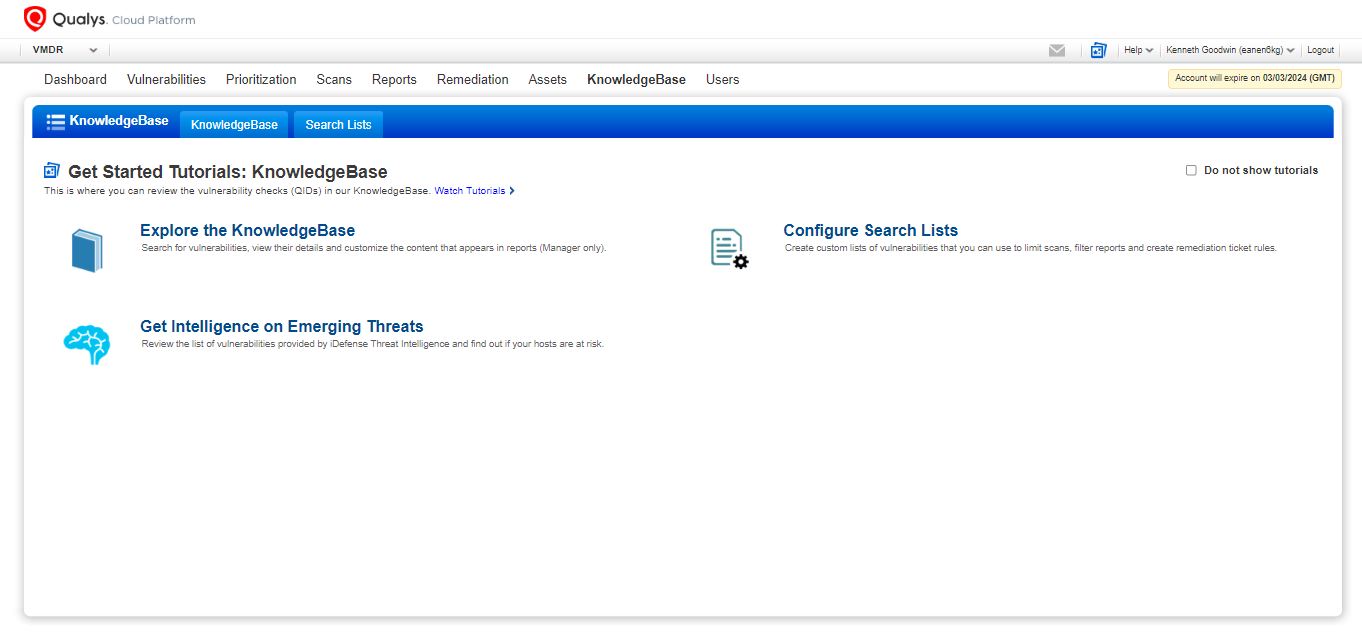 Qualys. Cloud Platform
VMDR
Help
Kenneth Goodwin (eanen6kg)
Logout
Dashboard Vulnerabilities Prioritization Scans Reports Remediation Assets KnowledgeBase Users
Account will expire on 03/03/2024 (GMT)
KnowledgeBase KnowledgeBase Search Lists
Get Started Tutorials: KnowledgeBase
Do not show tutorials
This is where you can review the vulnerability checks (QIDs) in our KnowledgeBase. Watch Tutorials
Explore the KnowledgeBase
Search for vulnerabilities, view their details and customize the content that appears in reports (Manager only).
Configure Search Lists
Create custom lists of vulnerabilities that you can use to limit scans, filter reports and create remediation ticket rules.
Get Intelligence on Emerging Threats
Review the list of vulnerabilities provided by iDefense Threat Intelligence and find out if your hosts are at risk.